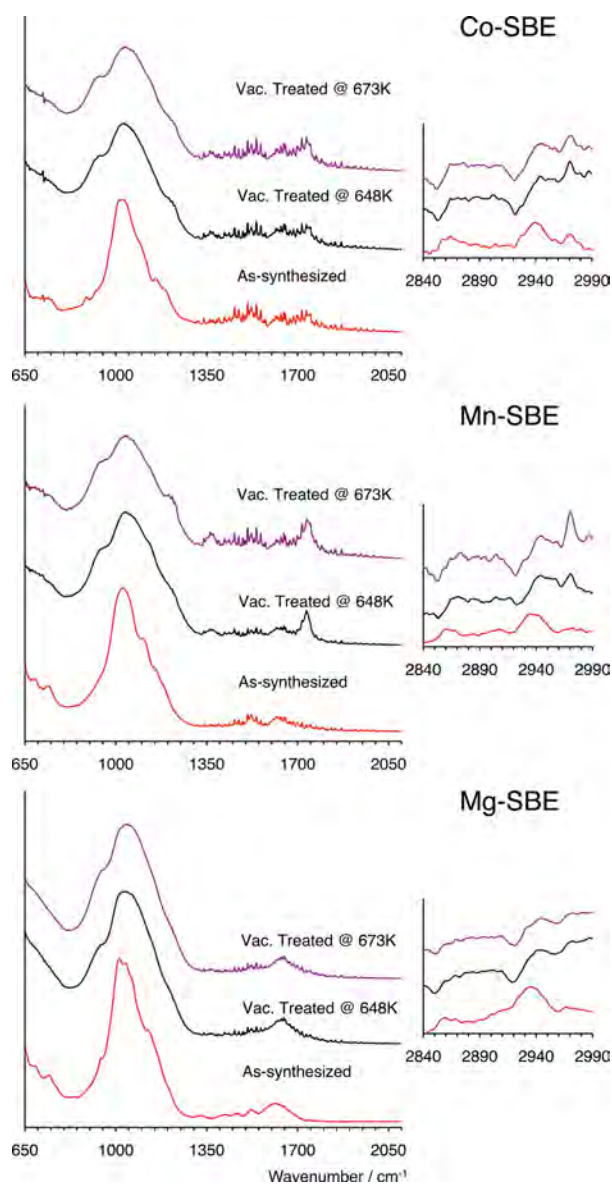 Co-SBE
Vac. Treated @ 673K
Vac. Treated @ 648K
As-synthesized
2840 2890 2940 2990
650 1000 1350 1700 2050
Mn-SBE
Vac. Treated @ 673K
Vac. Treated @ 648K
As-synthesized
2840 2890 2940 2990
650 1000 1350 1700 2050
Mg-SBE
Vac. Treated @ 673K
Vac. Treated @ 648K
As-synthesized
2840 2890 2940 2990
650 1000 1350 1700 2050
Wavenumber / cm⁻¹